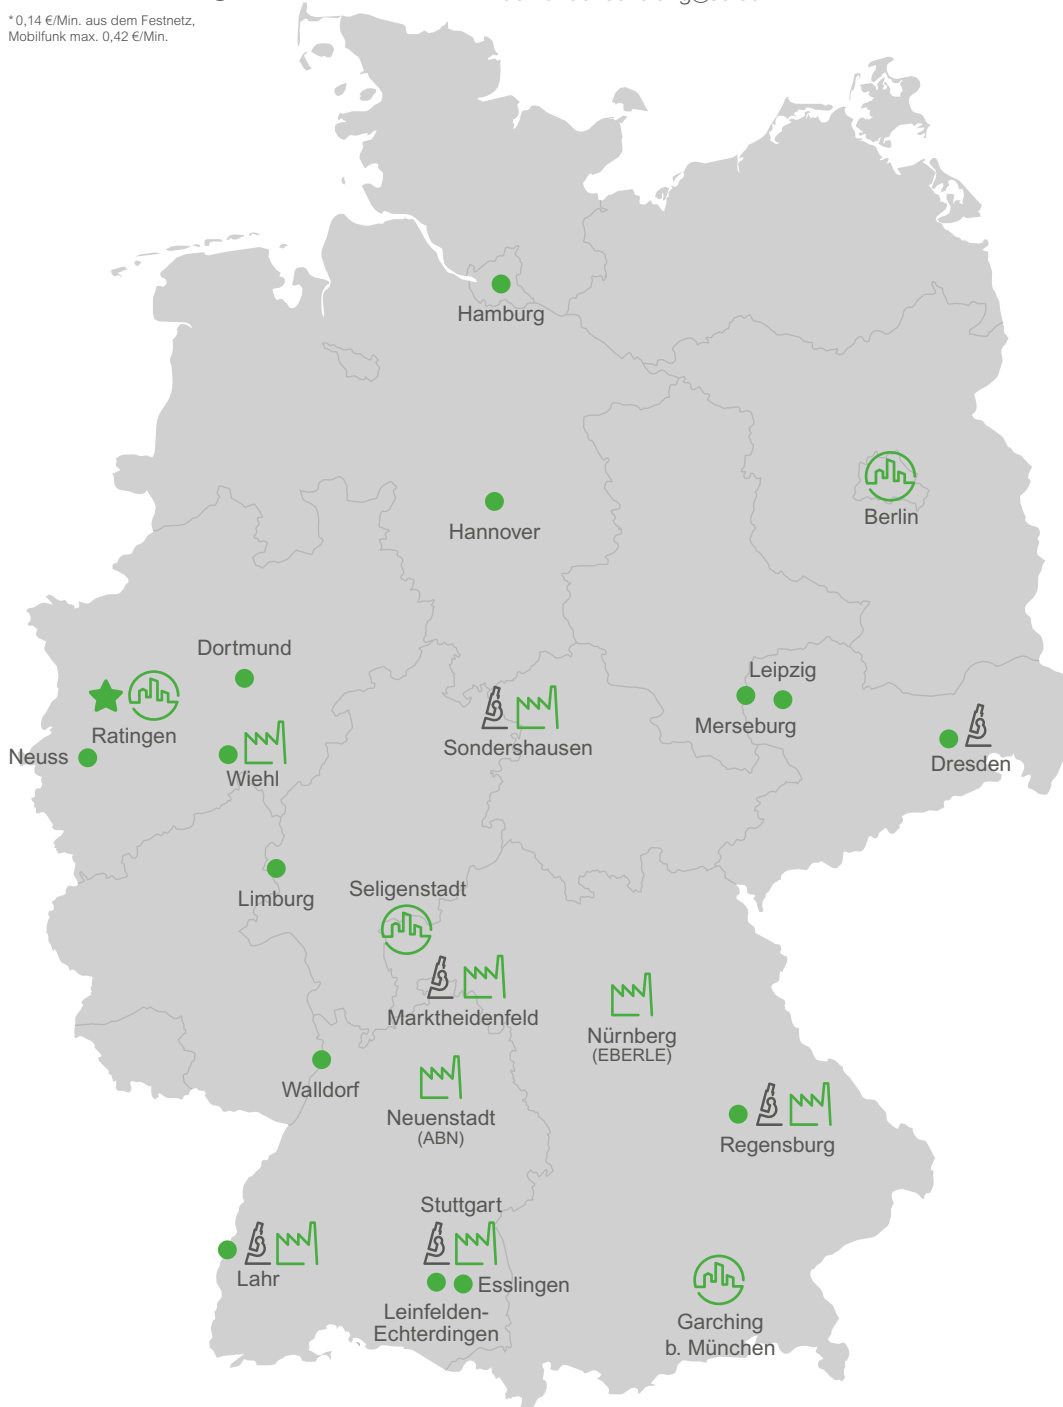 * 0,14 €/Min. aus dem Festnetz,
Mobilfunk max. 0,42 €/Min.
Hamburg
Hannover
Berlin
Dortmund
Leipzig
Ratingen
Merseburg
Sondershausen
Neuss
Dresden
Wiehl
Limburg
Seligenstadt
Marktheidenfeld
Nürnberg
(EBERLE)
Walldorf
Neuenstadt
(ABN)
Regensburg
Stuttgart
Lahr
Esslingen
Leinfelden-
Echterdingen
Garching
b. München